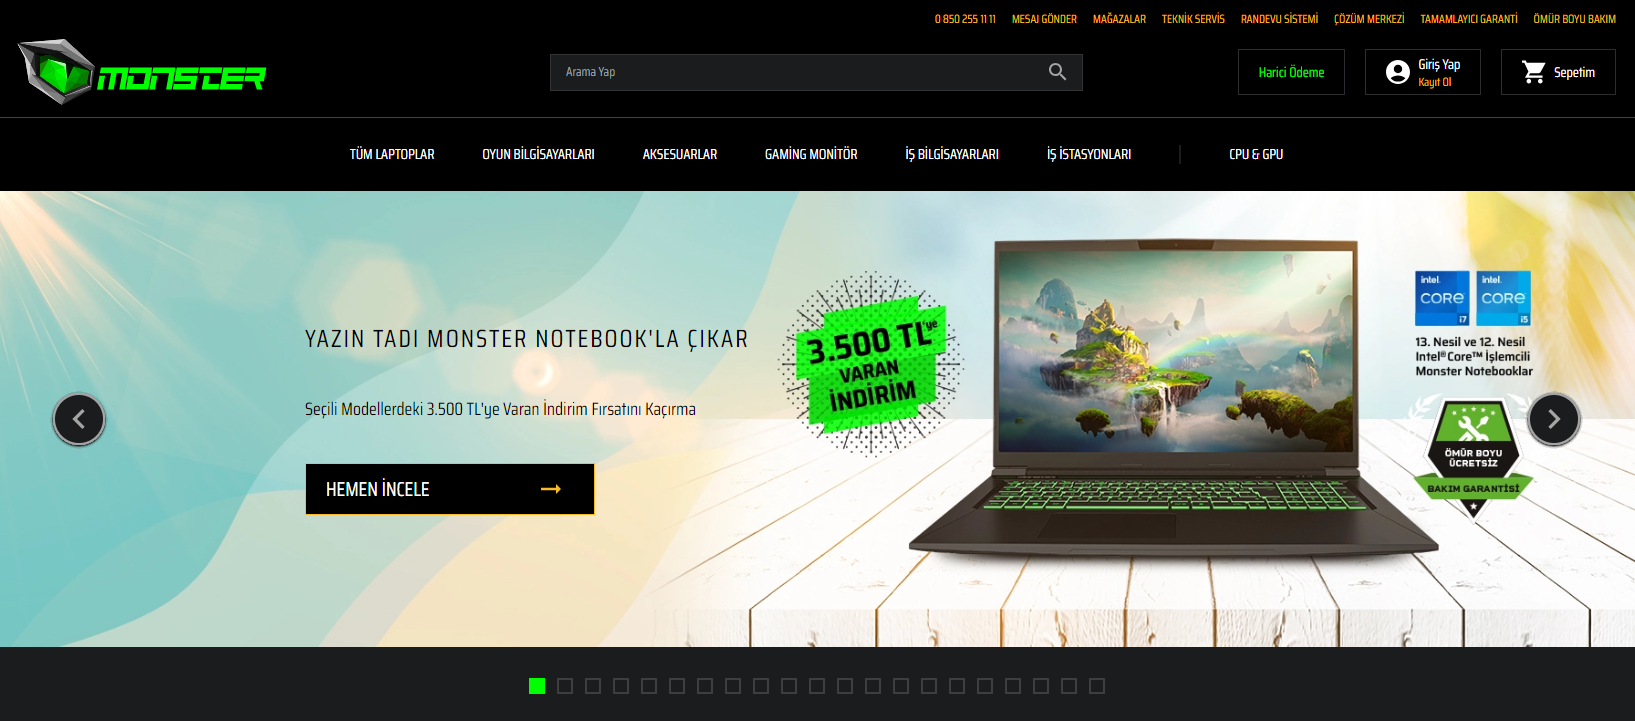 0 850 255 11 11 MESAJ GÖNDER MAĞAZALAR TEKNİK SERVİS RANDEVU SİSTEMİ ÇÖZÜM MERKEZİ TAMAMLAYICI GARANTİ ÖMÜR BOYU BAKIM
MONSTER
Arama Yap
Harici Ödeme
Giriş Yap
Kayıt Ol
Sepetim
TÜM LAPTOPLAR OYUN BİLGİSAYARLARI AKSESUARLAR GAMİNG MONİTÖR İŞ BİLGİSAYARLARI İŞ İSTASYONLARI CPU & GPU
YAZIN TADI MONSTER NOTEBOOK'LA ÇIKAR
Seçili Modellerdeki 3.500 TL'ye Varan İndirim Fırsatını Kaçırma
HEMEN İNCELE
3.500 TL'ye
VARAN
İNDİRİM
intel. intel.
CORE CORE
i7 i5
13. Nesil ve 12. Nesil
Intel® Core™ İşlemcili
Monster Notebooklar
ÖMÜR BOYU
ÜCRETSİZ
BAKIM GARANTİSİ